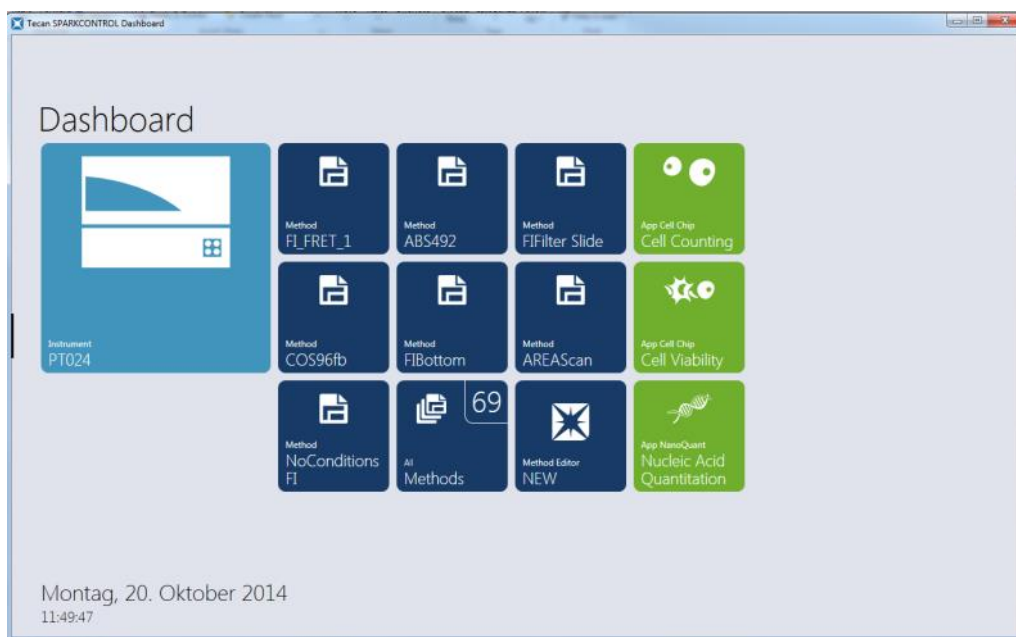 Tecan SPARKCONTROL Dashboard
Dashboard
Instrument
PT024
Method
FI_FRET_1
Method
ABS492
Method
FIFilter Slide
App Cell Chip
Cell Counting
Method
COS96fb
Method
FIBottom
Method
AREAScan
App Cell Chip
Cell Viability
Method
NoConditions
FI
69
All
Methods
Method Editor
NEW
App NanoQuant
Nucleic Acid
Quantitation
Montag, 20. Oktober 2014
11:49:47